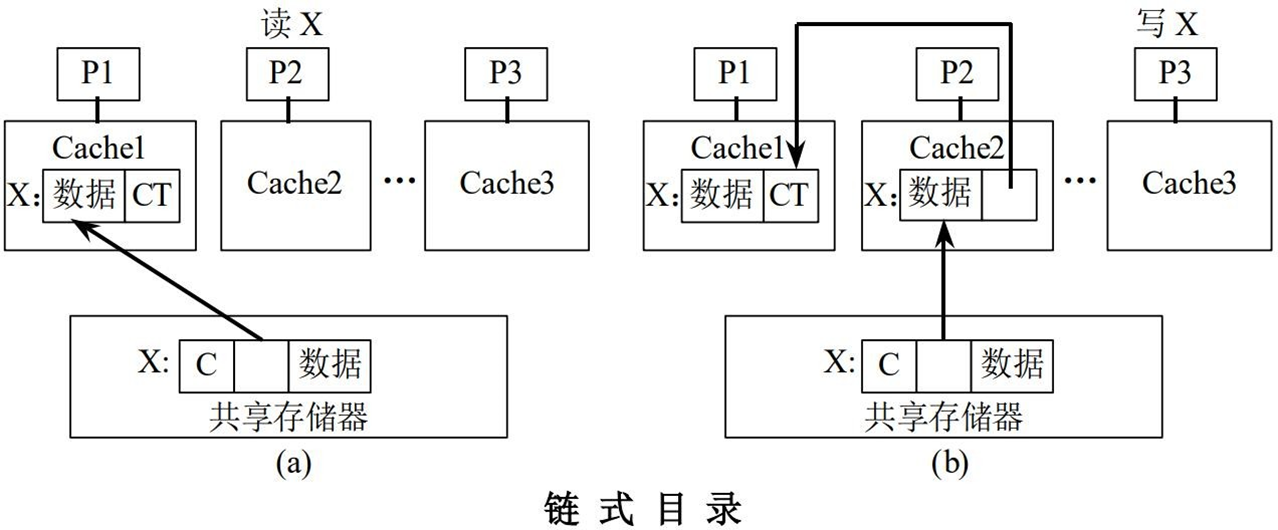 读 X
P1
P2
P3
Cache1
X: 数据 CT
Cache2
...
Cache3
X: C 数据
共享存储器
(a)
写 X
P1
P2
P3
Cache1
X: 数据 CT
Cache2
X: 数据
...
Cache3
X: C 数据
共享存储器
(b)
链 式 目 录